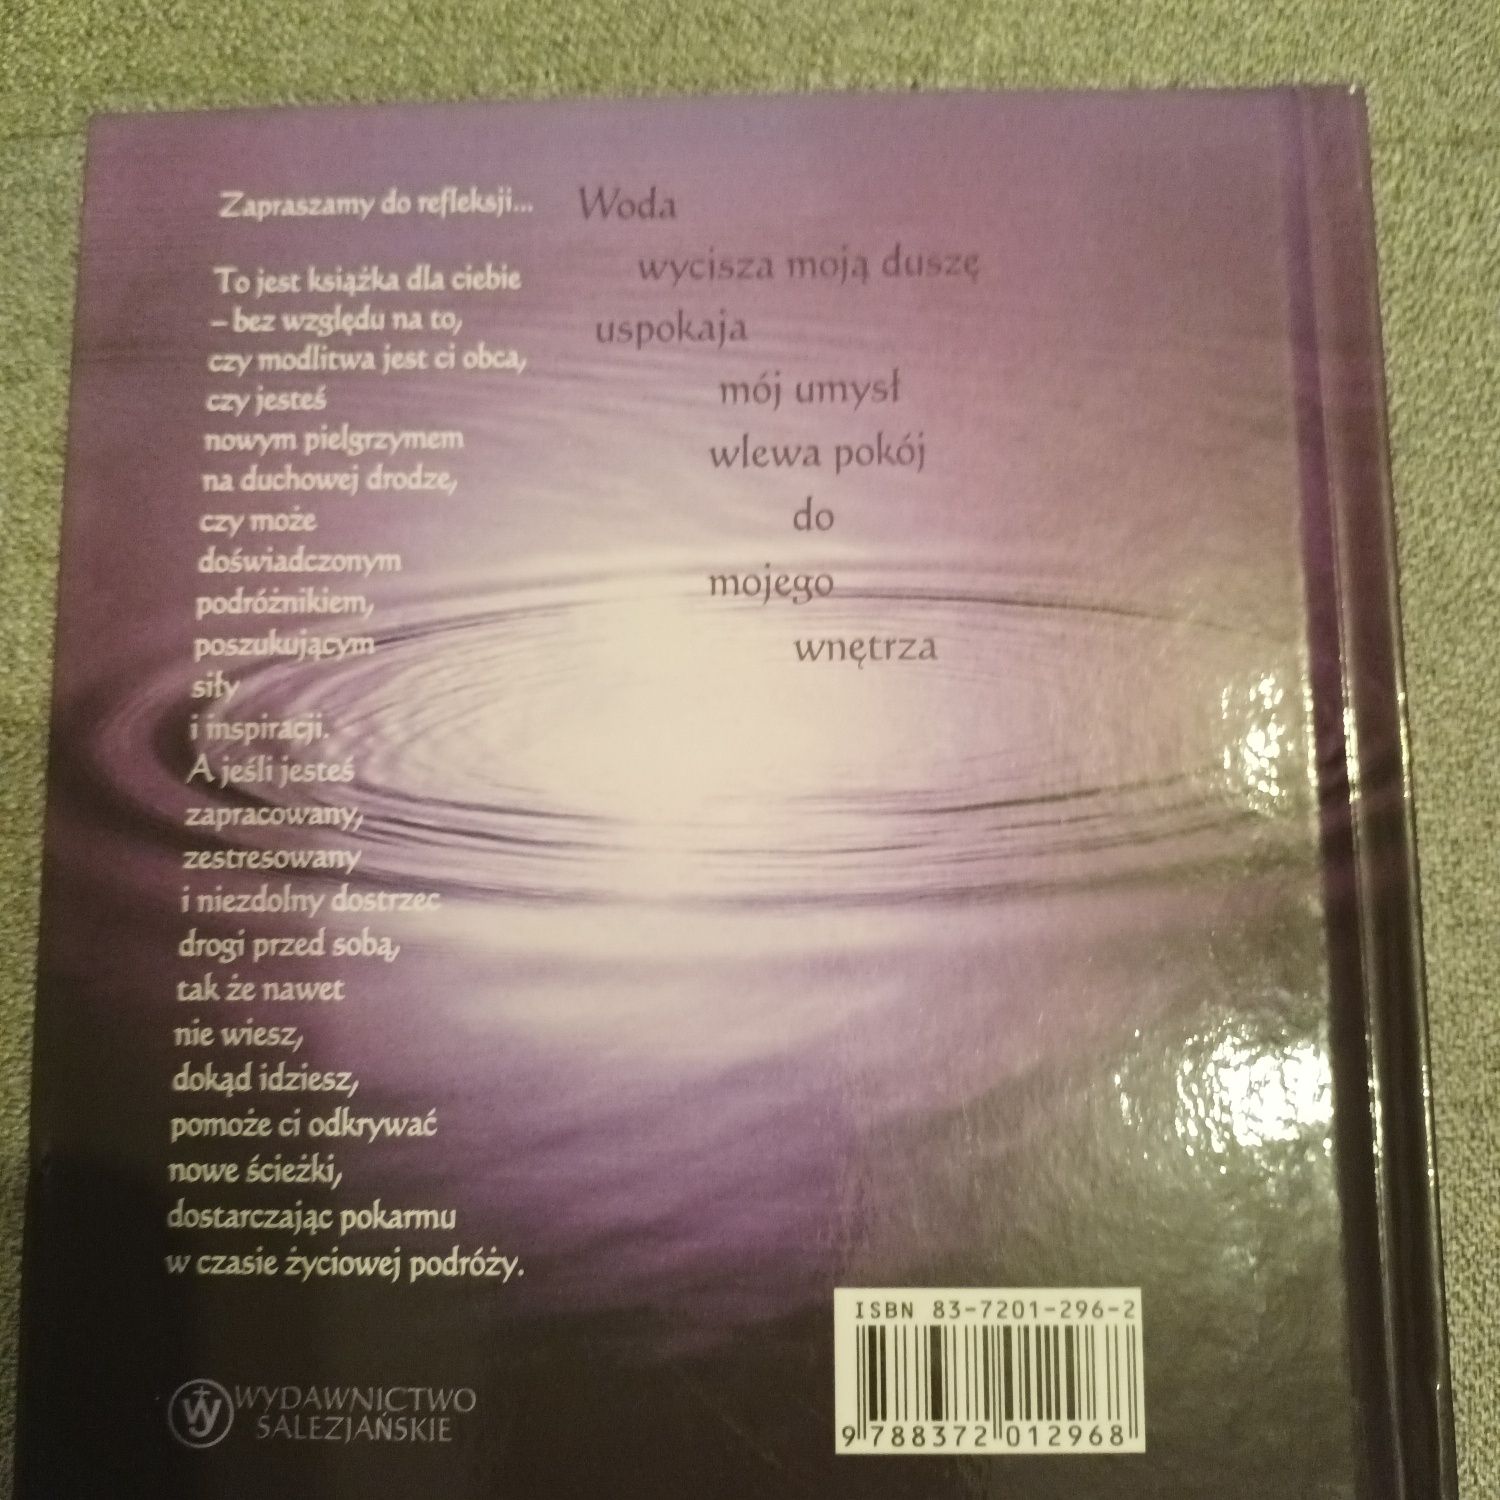 Zapraszamy do refleksji...
To jest książka dla ciebie
– bez względu na to,
czy modlitwa jest ci obca,
czy jesteś
nowym pielgrzymem
na duchowej drodze,
czy może
doświadczonym
podróżnikiem,
poszukującym
siły
i inspiracji.
A jeśli jesteś
zapracowany,
zestresowany
i niezdolny dostrzec
drogi przed sobą,
tak że nawet
nie wiesz,
dokąd idziesz,
pomoże ci odkrywać
nowe ścieżki,
dostarczając pokarmu
w czasie życiowej podróży.
Woda
wycisza moją duszę
uspokaja
mój umysł
wlewa pokój
do
mojego
wnętrza
WYDAWNICTWO
SALEZJAŃSKIE
ISBN 83-7201-296-2
9 788372 012968